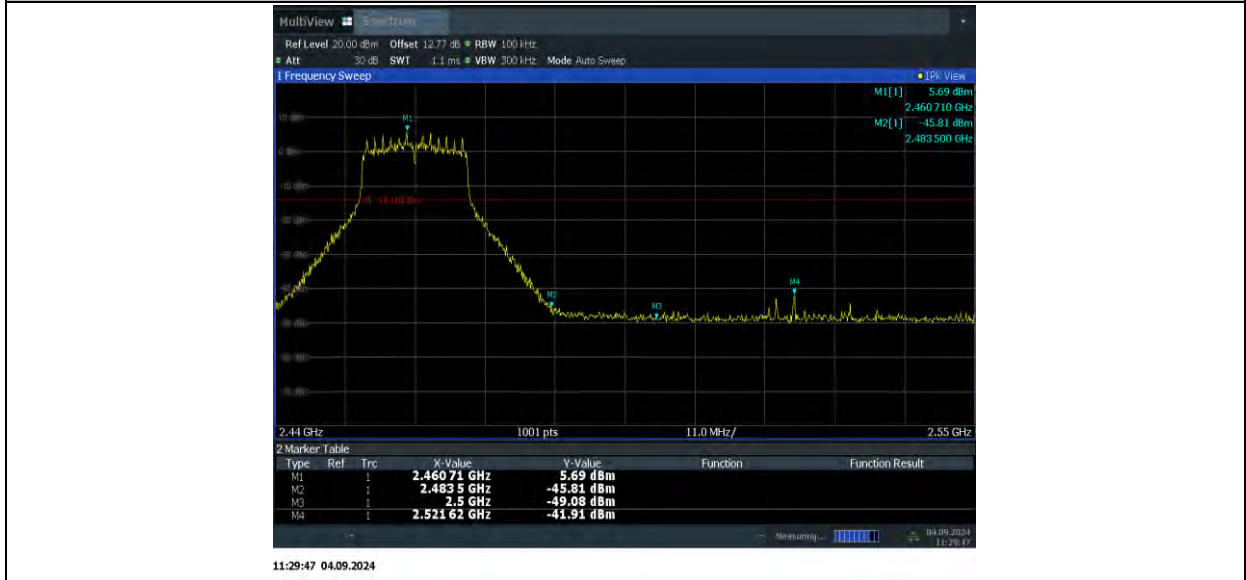 MultiView Spectrum
Ref Level 20.00 dBm Offset 12.77 dB RBW 100 kHz
Att 30 dB SWT 1.1 ms VBW 300 kHz Mode Auto Sweep
1 Frequency Sweep 1Pk View
M1[1] 5.69 dBm
2.460 710 GHz
M2[1] -45.81 dBm
2.483 500 GHz
M1
M4
M2
M3
2.44 GHz 1001 pts 11.0 MHz/ 2.55 GHz
2 Marker Table
Type Ref Trc X-Value Y-Value Function Function Result
M1 1 2.460 71 GHz 5.69 dBm
M2 1 2.483 5 GHz -45.81 dBm
M3 1 2.5 GHz -49.08 dBm
M4 1 2.521 62 GHz -41.91 dBm
Measuring... 04.09.2024
11:29:47
11:29:47 04.09.2024